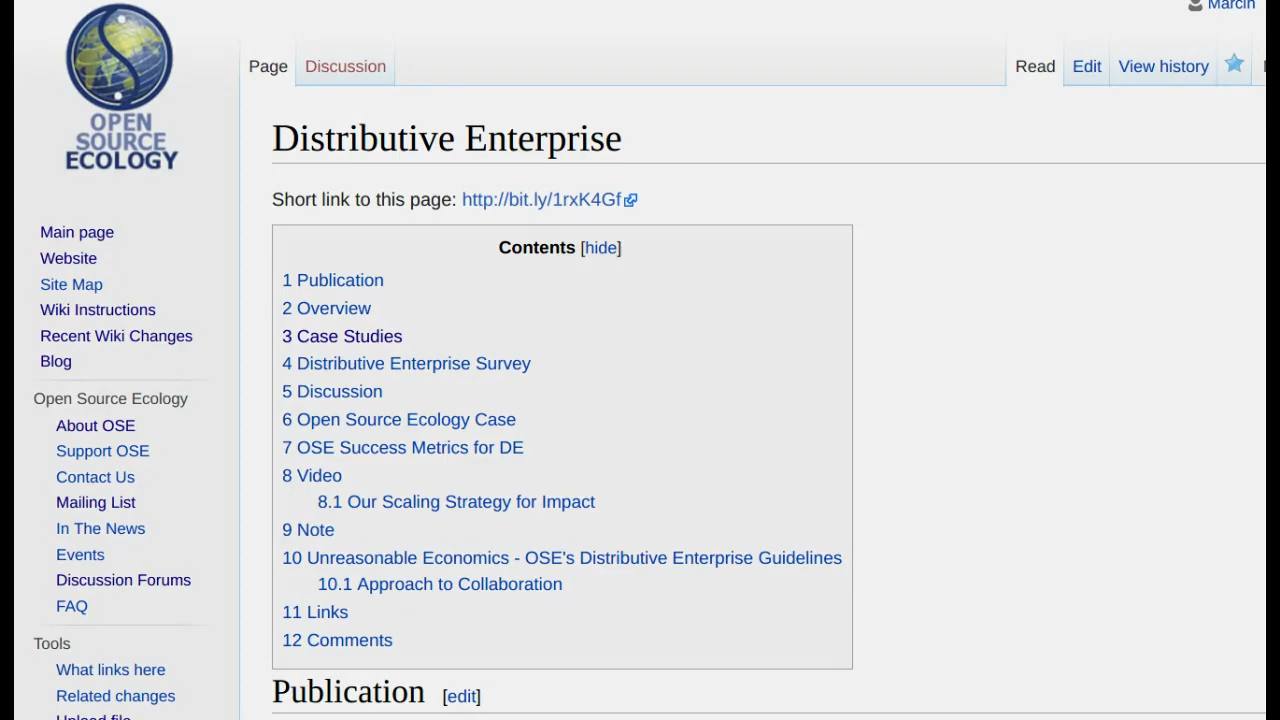 Marcin
OPEN
SOURCE
ECOLOGY
Page
Discussion
Read
Edit
View history
Distributive Enterprise
Short link to this page: http://bit.ly/1rxK4Gf
Contents [hide]
1 Publication
2 Overview
3 Case Studies
4 Distributive Enterprise Survey
5 Discussion
6 Open Source Ecology Case
7 OSE Success Metrics for DE
8 Video
8.1 Our Scaling Strategy for Impact
9 Note
10 Unreasonable Economics - OSE's Distributive Enterprise Guidelines
10.1 Approach to Collaboration
11 Links
12 Comments
Publication [edit]
Main page
Website
Site Map
Wiki Instructions
Recent Wiki Changes
Blog
Open Source Ecology
About OSE
Support OSE
Contact Us
Mailing List
In The News
Events
Discussion Forums
FAQ
Tools
What links here
Related changes
Upload file